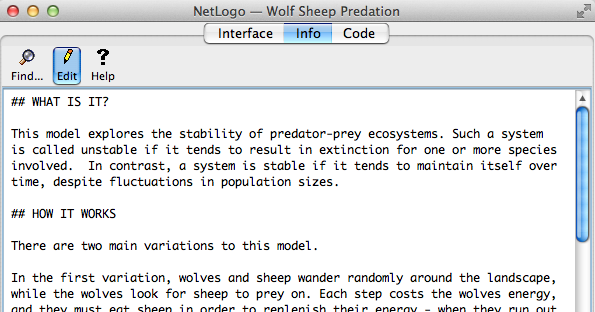 NetLogo — Wolf Sheep Predation
Interface Info Code
Find... Edit Help
## WHAT IS IT?
This model explores the stability of predator-prey ecosystems. Such a system
is called unstable if it tends to result in extinction for one or more species
involved.  In contrast, a system is stable if it tends to maintain itself over
time, despite fluctuations in population sizes.
## HOW IT WORKS
There are two main variations to this model.
In the first variation, wolves and sheep wander randomly around the landscape,
while the wolves look for sheep to prey on. Each step costs the wolves energy,
and they must eat sheep in order to replenish their energy - when they run out